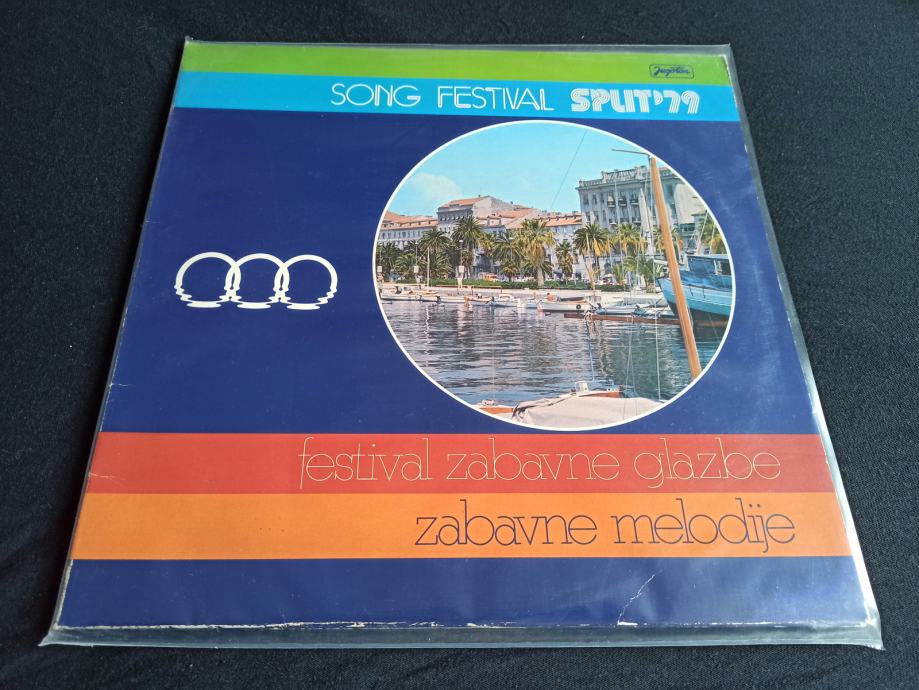 Jugoton
SONG FESTIVAL SPLIT'79
festival zabavne glazbe
zabavne melodije